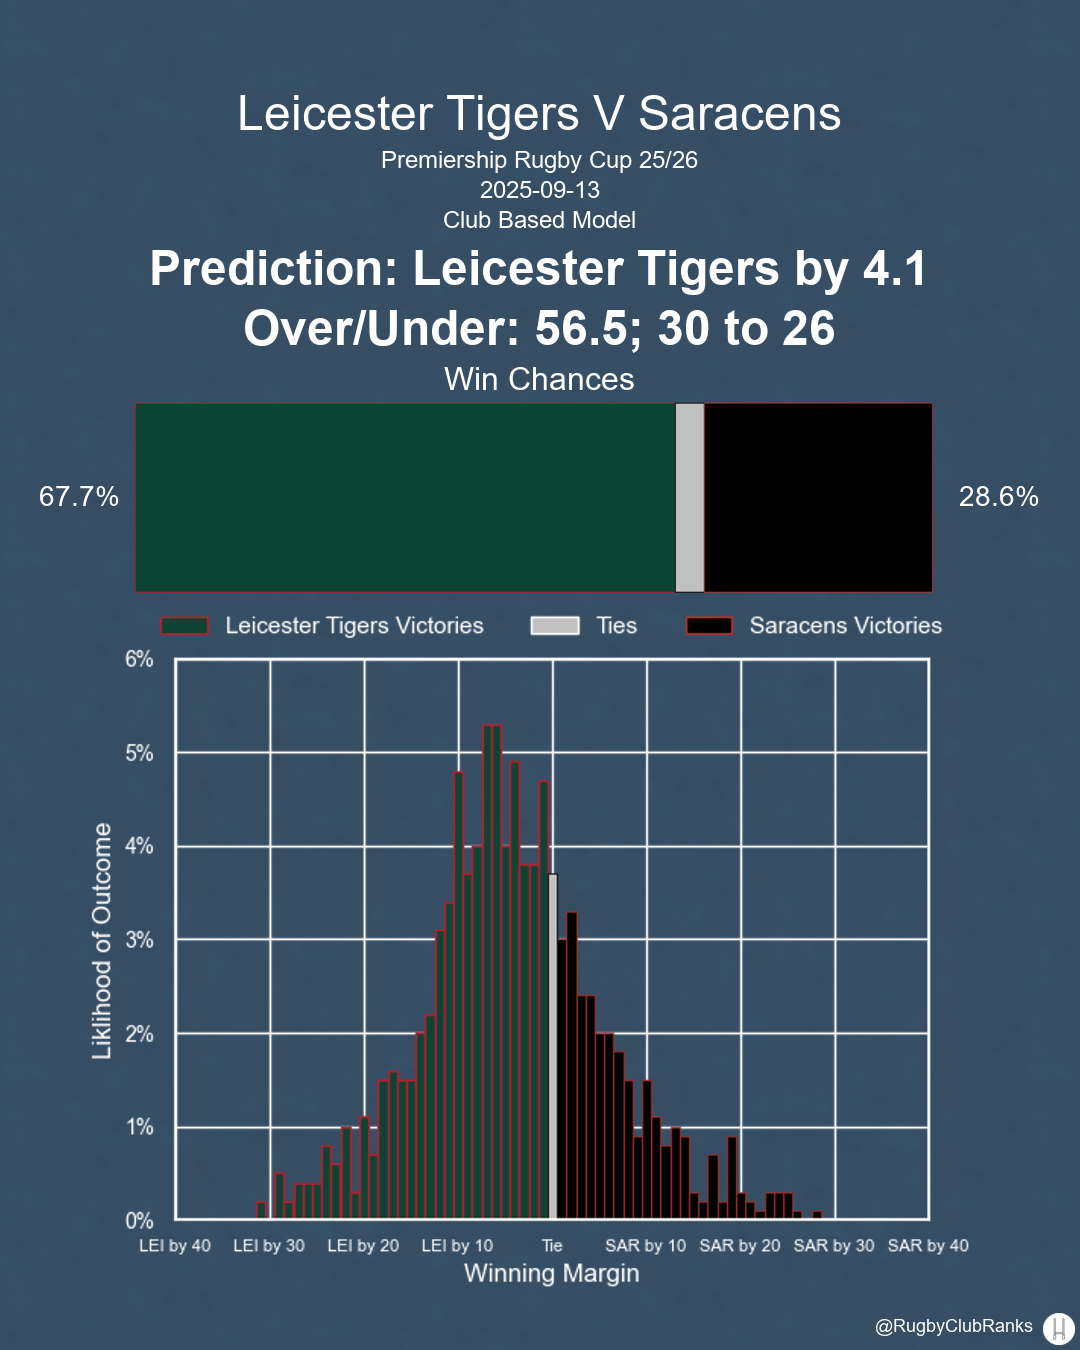 Leicester Tigers V Saracens
Premiership Rugby Cup 25/26
2025-09-13
Club Based Model
Prediction: Leicester Tigers by 4.1
Over/Under: 56.5; 30 to 26
Win Chances
67.7%
28.6%
Leicester Tigers Victories Ties Saracens Victories
6%
5%
4%
3%
2%
1%
0%
Liklihood of Outcome
LEI by 40 LEI by 30 LEI by 20 LEI by 10 Tie SAR by 10 SAR by 20 SAR by 30 SAR by 40
Winning Margin
@RugbyClubRanks